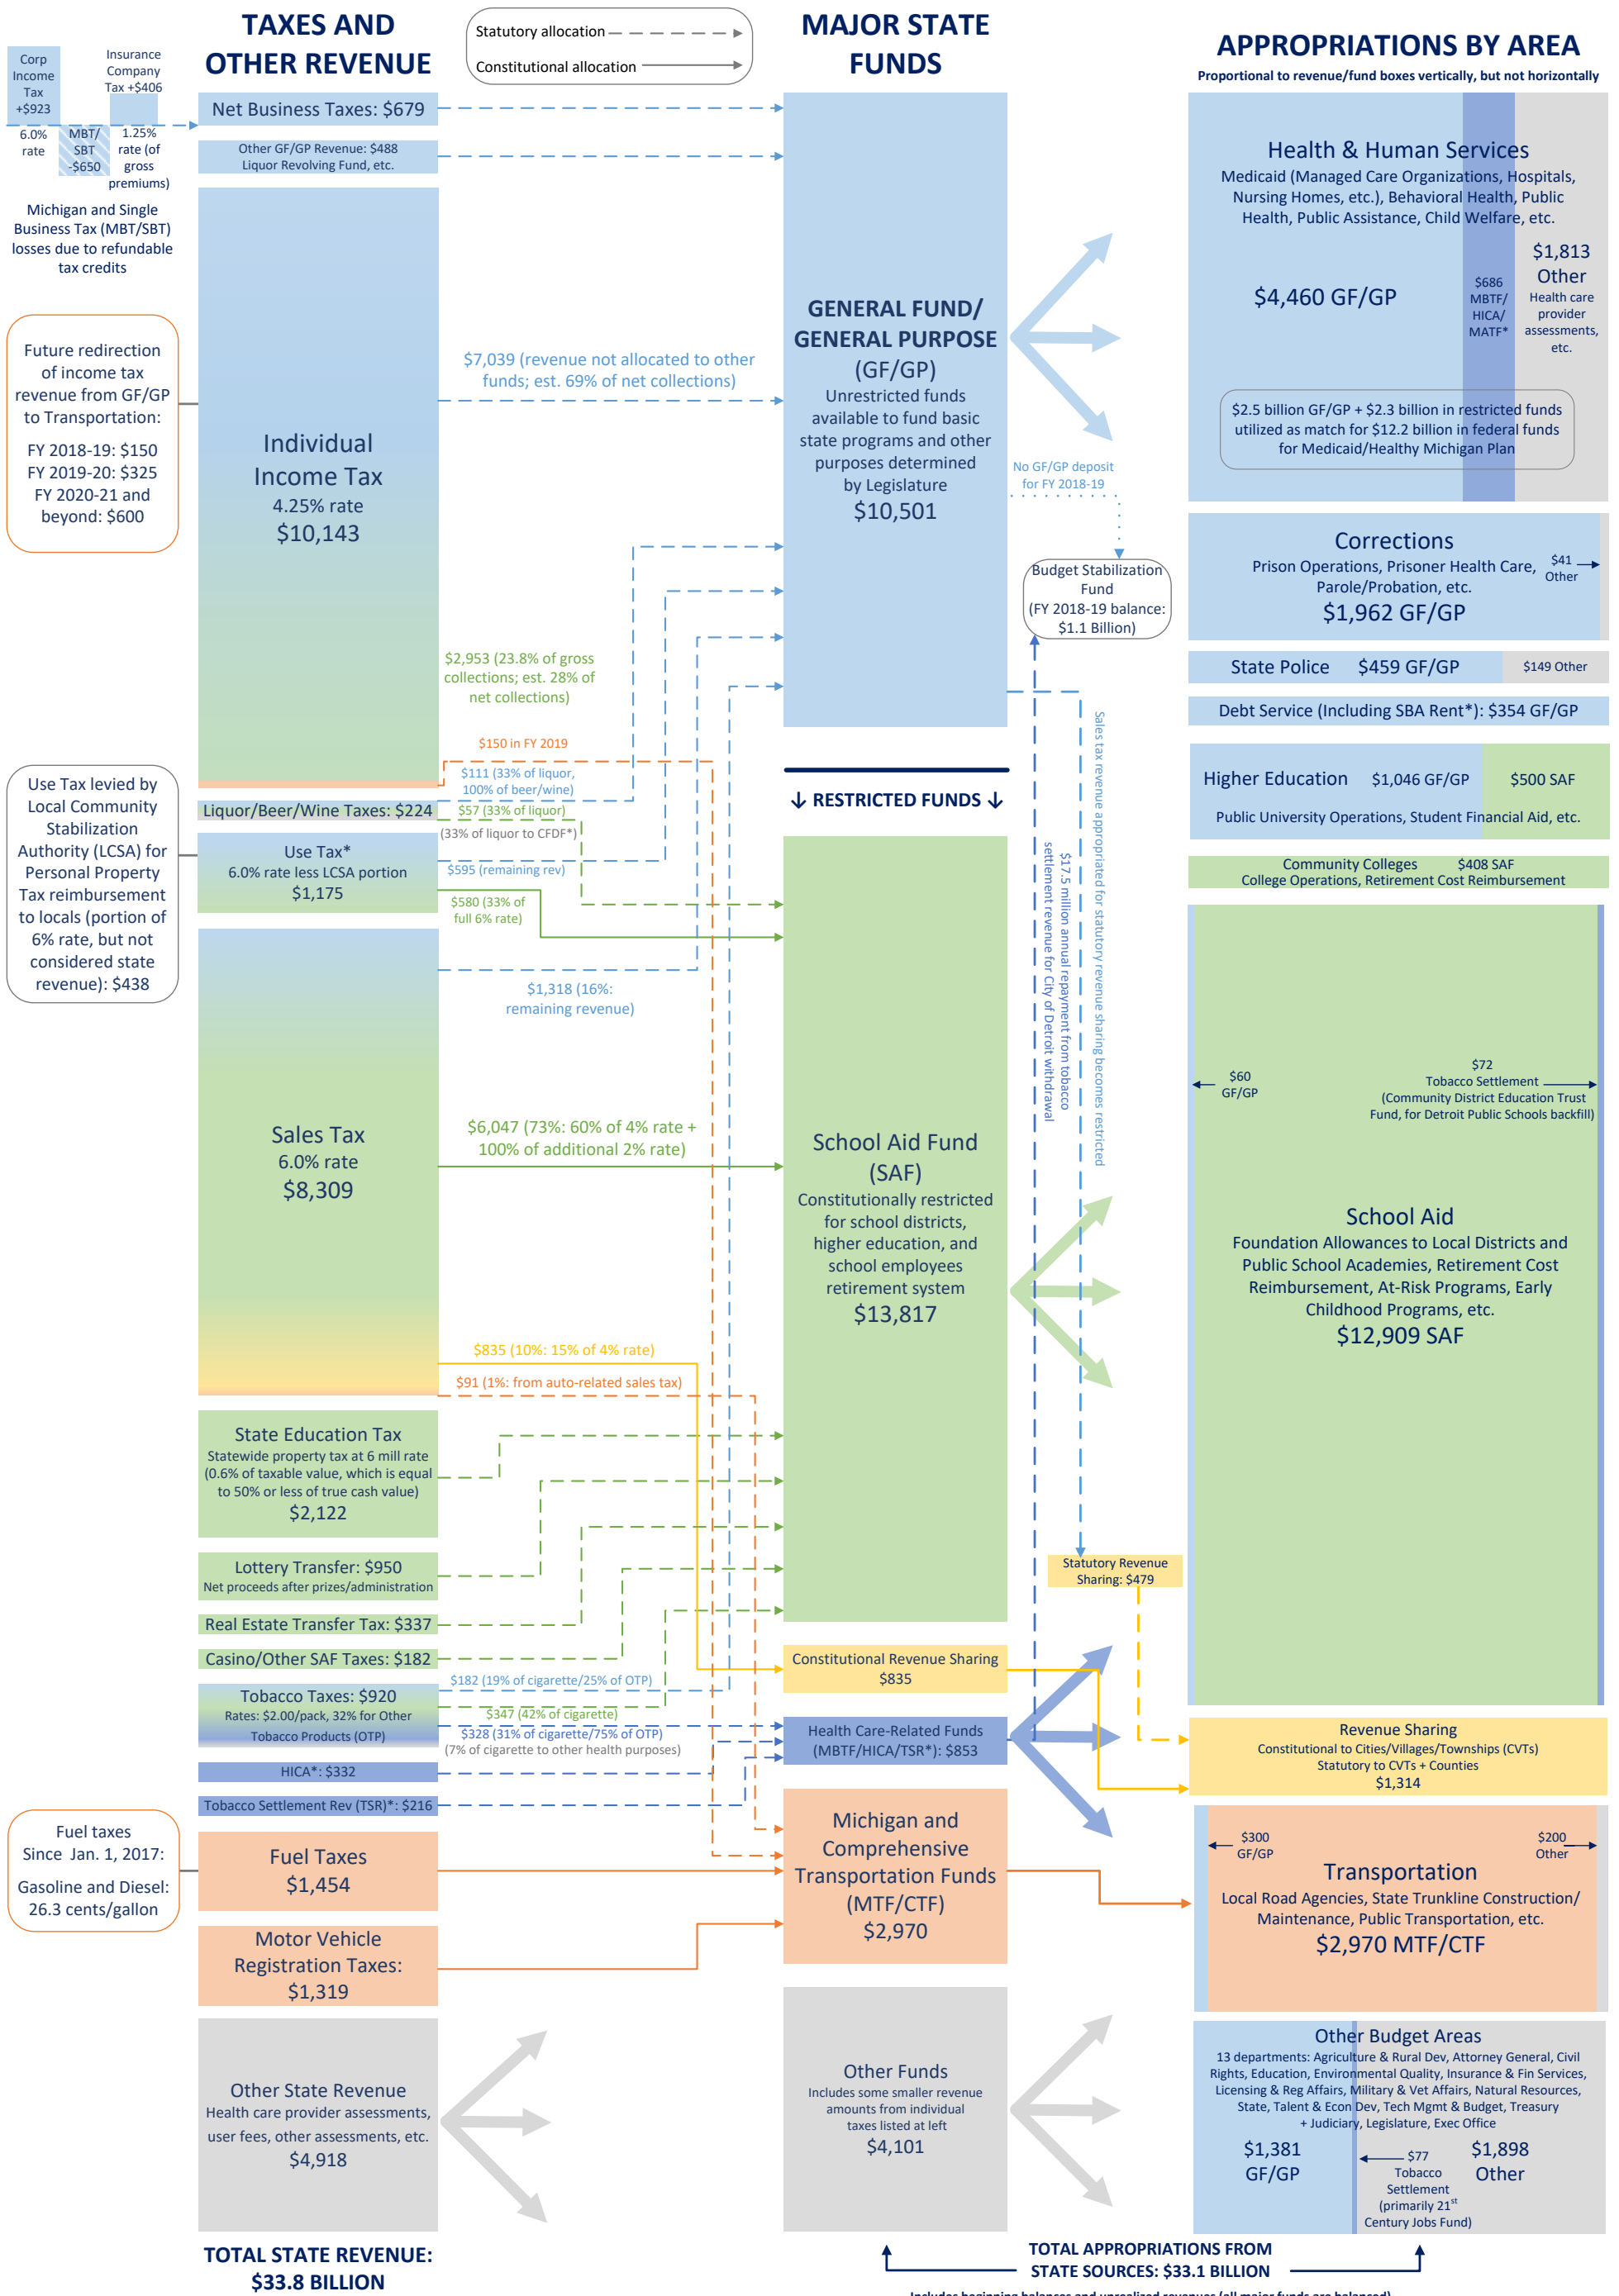 TAXES AND
OTHER REVENUE
Statutory allocation
Constitutional allocation
MAJOR STATE
FUNDS
APPROPRIATIONS BY AREA
Proportional to revenue/fund boxes vertically, but not horizontally
Corp
Income
Tax
+$923
Insurance
Company
Tax +$406
6.0%
rate
MBT/
SBT
-$650
1.25%
rate (of
gross
premiums)
Michigan and Single
Business Tax (MBT/SBT)
losses due to refundable
tax credits
Future redirection
of income tax
revenue from GF/GP
to Transportation:
FY 2018-19: $150
FY 2019-20: $325
FY 2020-21 and
beyond: $600
Use Tax levied by
Local Community
Stabilization
Authority (LCSA) for
Personal Property
Tax reimbursement
to locals (portion of
6% rate, but not
considered state
revenue): $438
Fuel taxes
Since Jan. 1, 2017:
Gasoline and Diesel:
26.3 cents/gallon
Net Business Taxes: $679
Other GF/GP Revenue: $488
Liquor Revolving Fund, etc.
Individual
Income Tax
4.25% rate
$10,143
Liquor/Beer/Wine Taxes: $224
Use Tax*
6.0% rate less LCSA portion
$1,175
Sales Tax
6.0% rate
$8,309
State Education Tax
Statewide property tax at 6 mill rate
(0.6% of taxable value, which is equal
to 50% or less of true cash value)
$2,122
Lottery Transfer: $950
Net proceeds after prizes/administration
Real Estate Transfer Tax: $337
Casino/Other SAF Taxes: $182
Tobacco Taxes: $920
Rates: $2.00/pack, 32% for Other
Tobacco Products (OTP)
HICA*: $332
Tobacco Settlement Rev (TSR)*: $216
Fuel Taxes
$1,454
Motor Vehicle
Registration Taxes:
$1,319
Other State Revenue
Health care provider assessments,
user fees, other assessments, etc.
$4,918
TOTAL STATE REVENUE:
$33.8 BILLION
$7,039 (revenue not allocated to other
funds; est. 69% of net collections)
$2,953 (23.8% of gross
collections; est. 28% of
net collections)
$150 in FY 2019
$111 (33% of liquor,
100% of beer/wine)
$57 (33% of liquor)
(33% of liquor to CFDF*)
$595 (remaining rev)
$580 (33% of
full 6% rate)
$1,318 (16%:
remaining revenue)
$6,047 (73%: 60% of 4% rate +
100% of additional 2% rate)
$835 (10%: 15% of 4% rate)
$91 (1%: from auto-related sales tax)
$182 (19% of cigarette/25% of OTP)
$347 (42% of cigarette)
$328 (31% of cigarette/75% of OTP)
(7% of cigarette to other health purposes)
GENERAL FUND/
GENERAL PURPOSE
(GF/GP)
Unrestricted funds
available to fund basic
state programs and other
purposes determined
by Legislature
$10,501
↓ RESTRICTED FUNDS ↓
School Aid Fund
(SAF)
Constitutionally restricted
for school districts,
higher education, and
school employees
retirement system
$13,817
Constitutional Revenue Sharing
$835
Health Care-Related Funds
(MBTF/HICA/TSR*): $853
Michigan and
Comprehensive
Transportation Funds
(MTF/CTF)
$2,970
Other Funds
Includes some smaller revenue
amounts from individual
taxes listed at left
$4,101
No GF/GP deposit
for FY 2018-19
Budget Stabilization
Fund
(FY 2018-19 balance:
$1.1 Billion)
Sales tax revenue appropriated for statutory revenue sharing becomes restricted
$17.5 million annual repayment from tobacco
settlement revenue for City of Detroit withdrawal
Statutory Revenue
Sharing: $479
Health & Human Services
Medicaid (Managed Care Organizations, Hospitals,
Nursing Homes, etc.), Behavioral Health, Public
Health, Public Assistance, Child Welfare, etc.
$4,460 GF/GP
$686
MBTF/
HICA/
MATF*
$1,813
Other
Health care
provider
assessments,
etc.
$2.5 billion GF/GP + $2.3 billion in restricted funds
utilized as match for $12.2 billion in federal funds
for Medicaid/Healthy Michigan Plan
Corrections
Prison Operations, Prisoner Health Care,
Parole/Probation, etc.
$1,962 GF/GP
$41
Other
State Police $459 GF/GP
$149 Other
Debt Service (Including SBA Rent*): $354 GF/GP
Higher Education $1,046 GF/GP $500 SAF
Public University Operations, Student Financial Aid, etc.
Community Colleges $408 SAF
College Operations, Retirement Cost Reimbursement
$60
GF/GP
$72
Tobacco Settlement
(Community District Education Trust
Fund, for Detroit Public Schools backfill)
School Aid
Foundation Allowances to Local Districts and
Public School Academies, Retirement Cost
Reimbursement, At-Risk Programs, Early
Childhood Programs, etc.
$12,909 SAF
Revenue Sharing
Constitutional to Cities/Villages/Townships (CVTs)
Statutory to CVTs + Counties
$1,314
$300
GF/GP
$200
Other
Transportation
Local Road Agencies, State Trunkline Construction/
Maintenance, Public Transportation, etc.
$2,970 MTF/CTF
Other Budget Areas
13 departments: Agriculture & Rural Dev, Attorney General, Civil
Rights, Education, Environmental Quality, Insurance & Fin Services,
Licensing & Reg Affairs, Military & Vet Affairs, Natural Resources,
State, Talent & Econ Dev, Tech Mgmt & Budget, Treasury
+ Judiciary, Legislature, Exec Office
$1,381
GF/GP
$77
Tobacco
Settlement
(primarily 21st
Century Jobs Fund)
$1,898
Other
TOTAL APPROPRIATIONS FROM
STATE SOURCES: $33.1 BILLION
Includes beginning balances and unrealized revenues (all major funds are balanced)